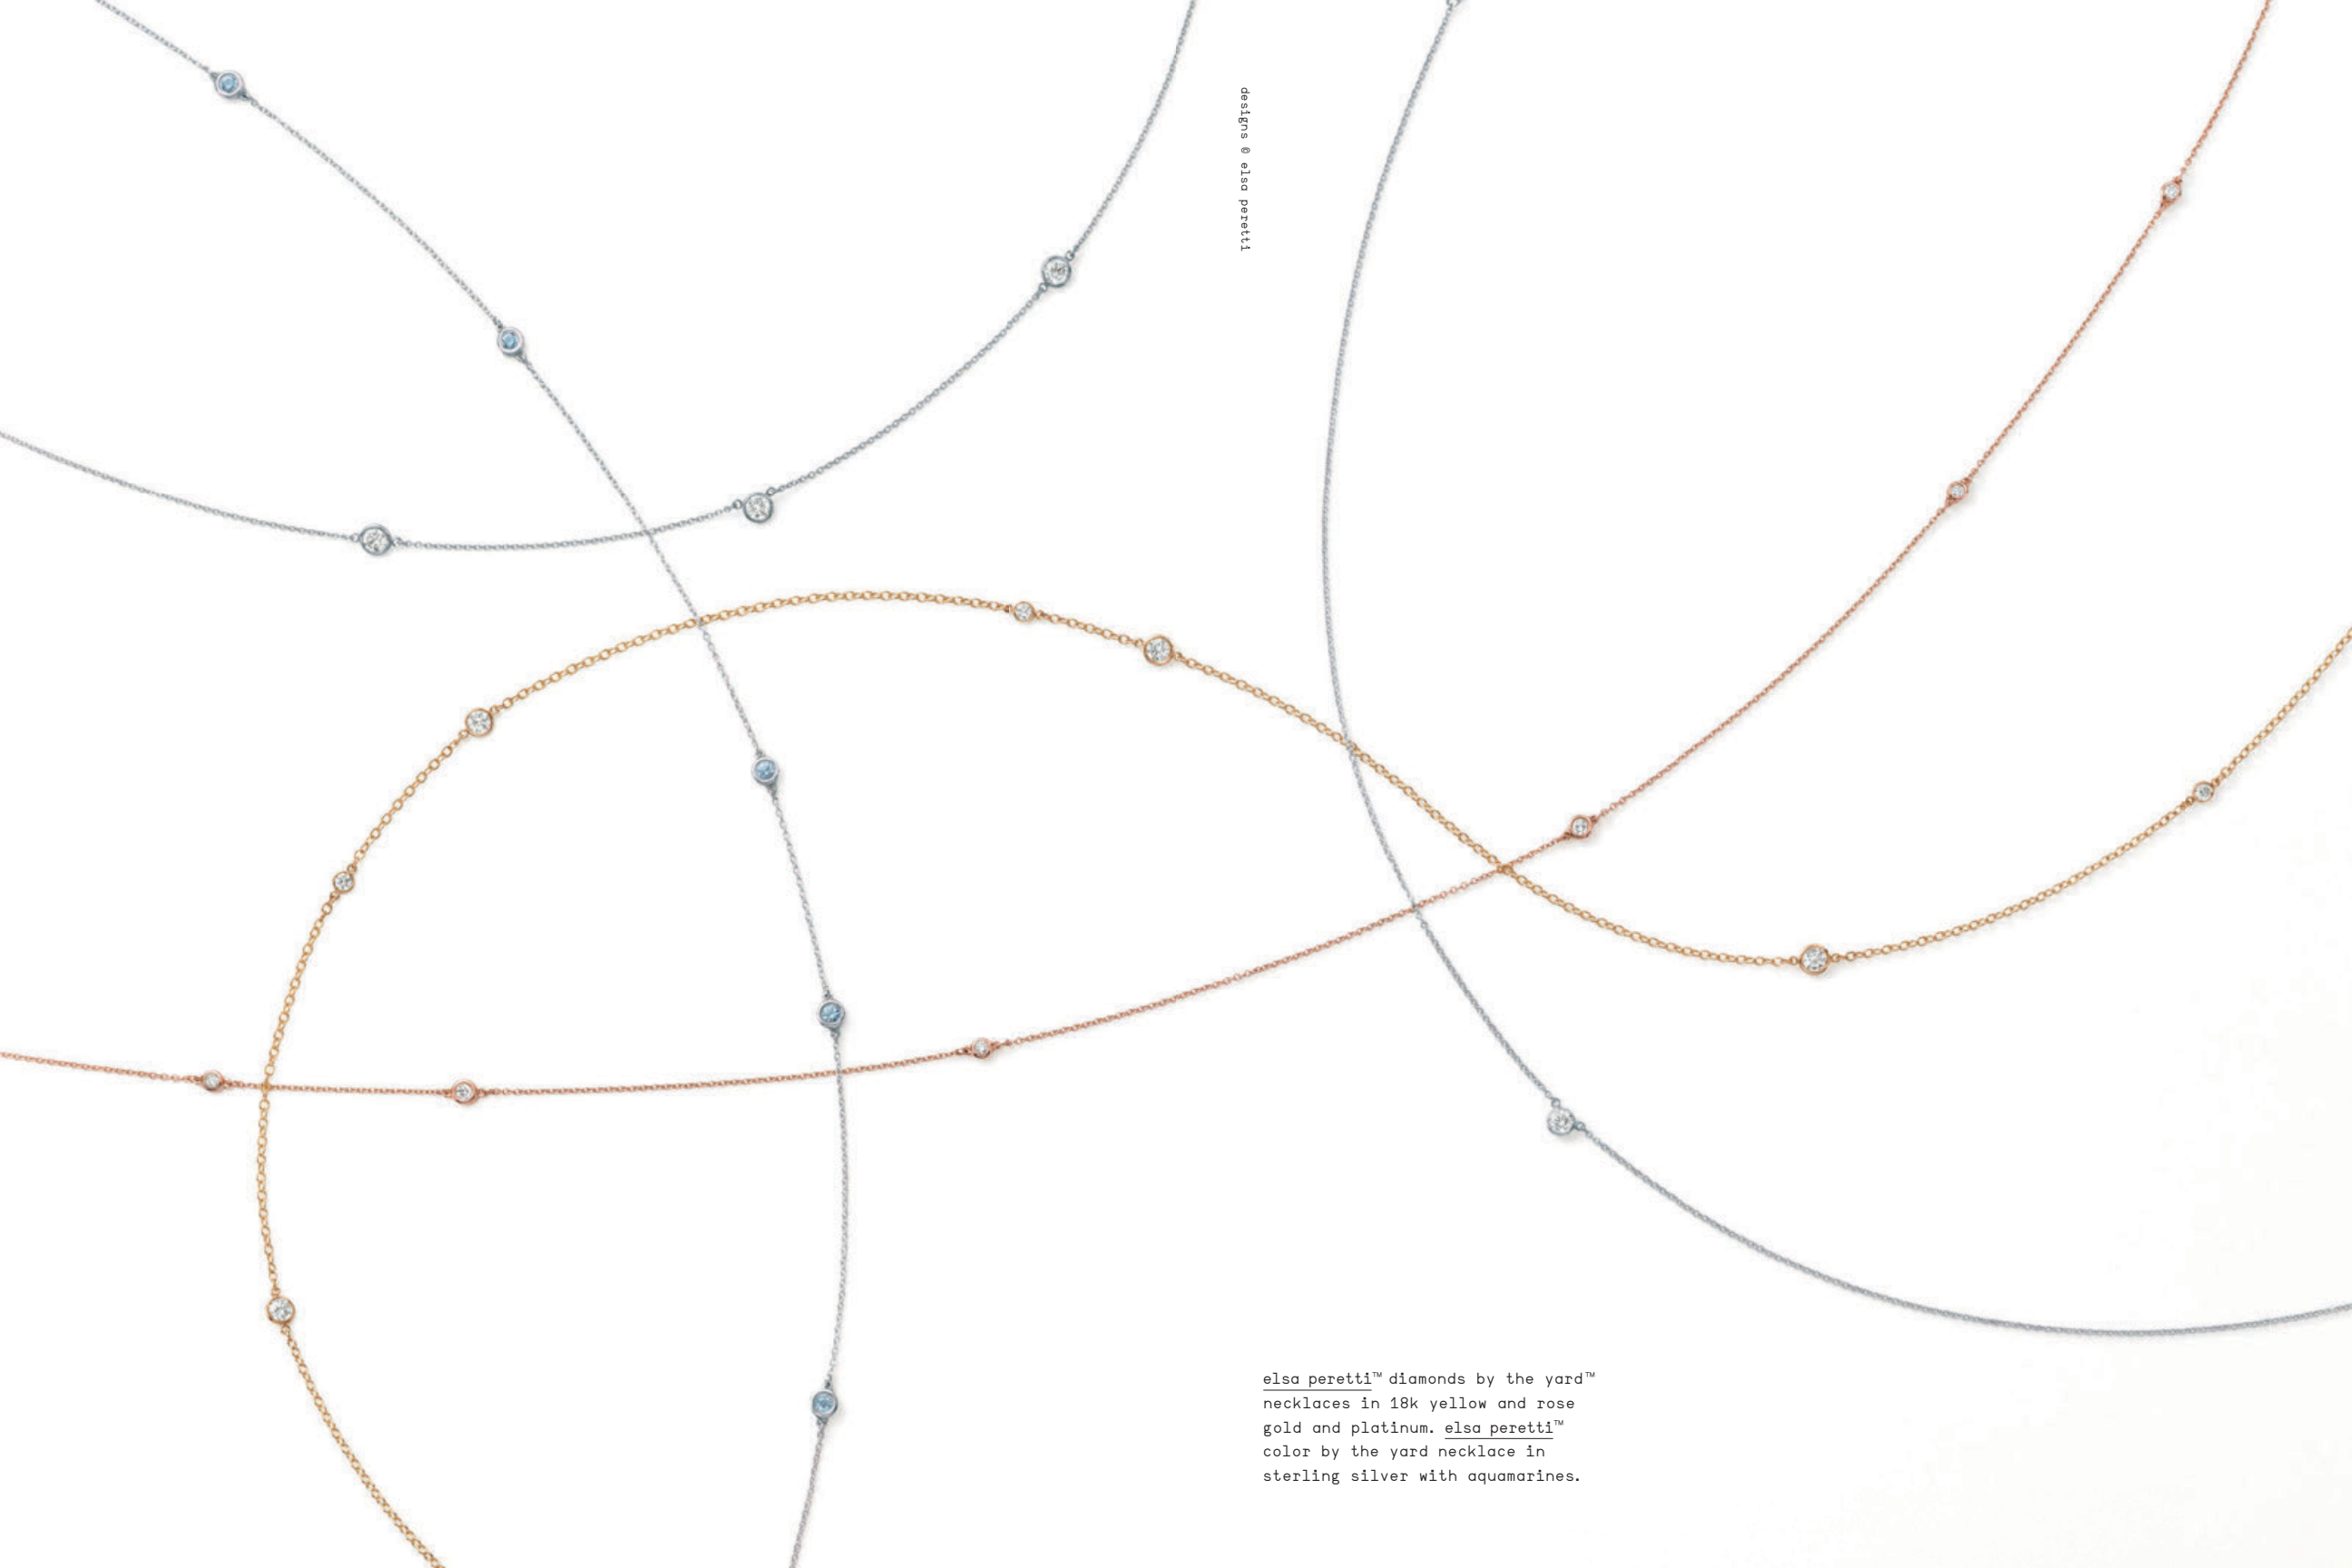 designs © elsa peretti
elsa peretti™ diamonds by the yard™
necklaces in 18k yellow and rose
gold and platinum. elsa peretti™
color by the yard necklace in
sterling silver with aquamarines.